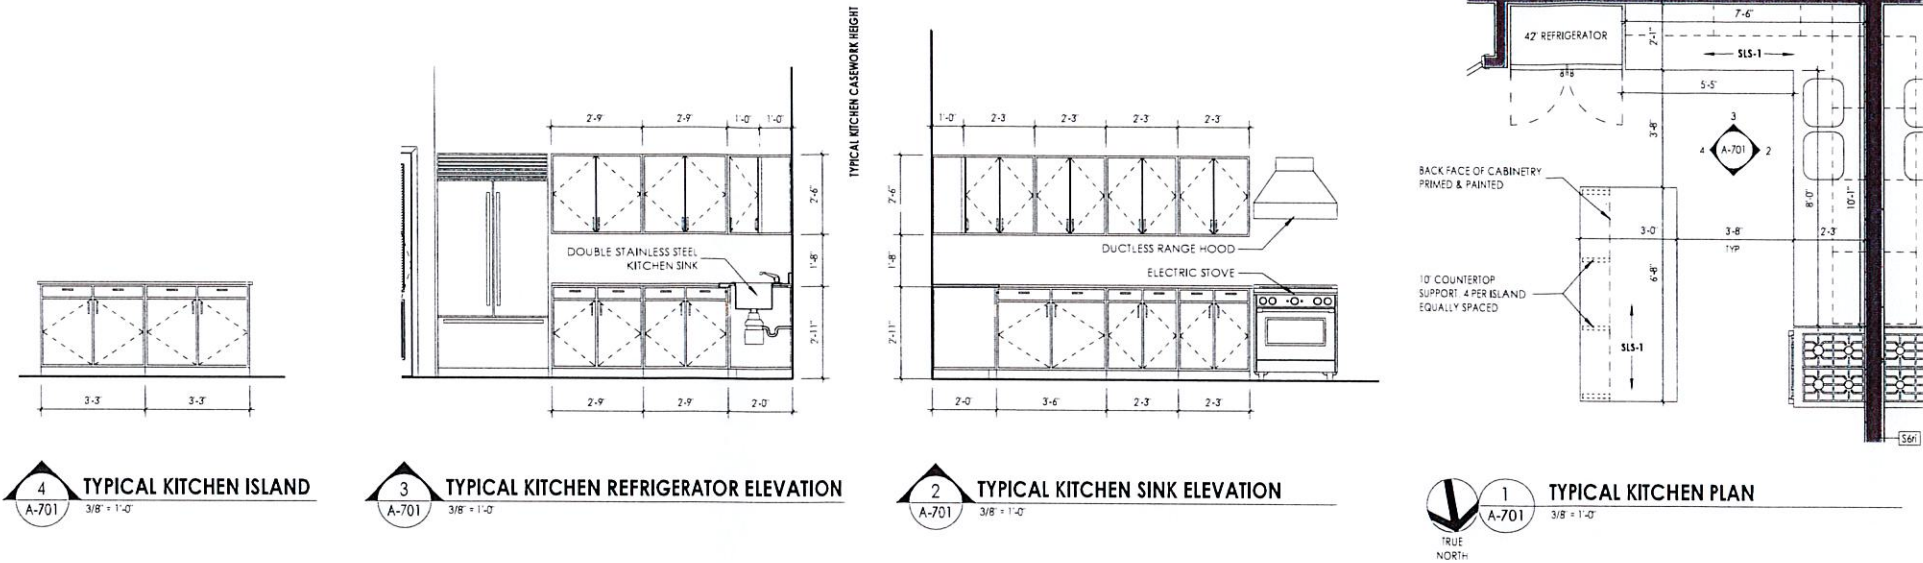 3'-3"
3'-3"
4
A-701
TYPICAL KITCHEN ISLAND
3/8" = 1'-0"
2'-9"
2'-9"
1'-0"
1'-0"
2'-6"
1'-8"
2'-11"
DOUBLE STAINLESS STEEL
KITCHEN SINK
2'-9"
2'-9"
2'-0"
3
A-701
TYPICAL KITCHEN REFRIGERATOR ELEVATION
3/8" = 1'-0"
TYPICAL KITCHEN CASEWORK HEIGHT
1'-0"
2'-3
2'-3"
2'-3"
2'-3"
2'-6"
1'-8"
2'-11"
DUCTLESS RANGE HOOD
ELECTRIC STOVE
2'-0"
3'-6"
2'-3"
2'-3"
2
A-701
TYPICAL KITCHEN SINK ELEVATION
3/8" = 1'-0"
7'-6"
42" REFRIGERATOR
2'-1"
SLS-1
5'-5"
3'-8"
3
4
A-701
2
BACK FACE OF CABINETRY
PRIMED & PAINTED
8'-0"
10'-1"
3'-0"
3'-8"
TYP
2'-3"
6'-8"
10" COUNTERTOP
SUPPORT. 4 PER ISLAND
EQUALLY SPACED
SLS-1
S6ri
1
A-701
TYPICAL KITCHEN PLAN
3/8" = 1'-0"
TRUE
NORTH